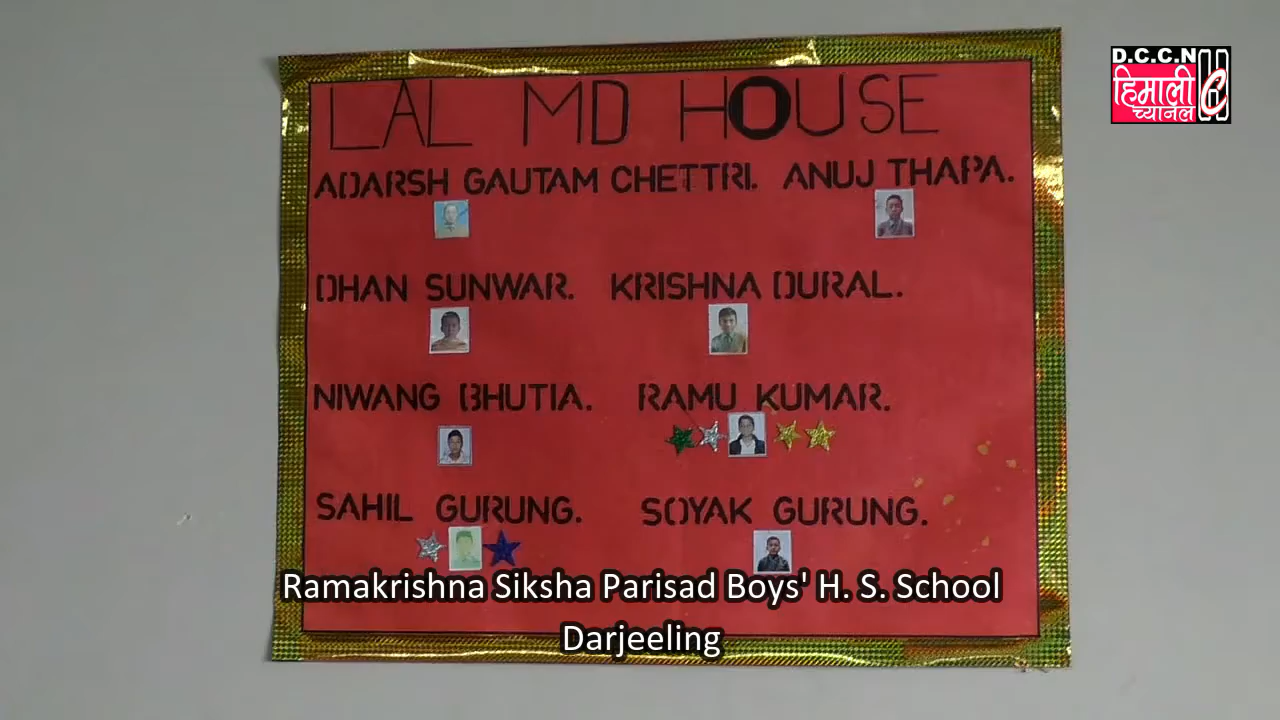 LAL MD HOUSE
ADARSH GAUTAM CHETTRI. ANUJ THAPA.
DHAN SUNWAR. KRISHNA DURAL.
NIWANG BHUTIA. RAMU KUMAR.
SAHIL GURUNG. SOYAK GURUNG.
Ramakrishna Siksha Parisad Boys' H. S. School
Darjeeling
D.C.C.N
हिमाली
च्यानल
HC